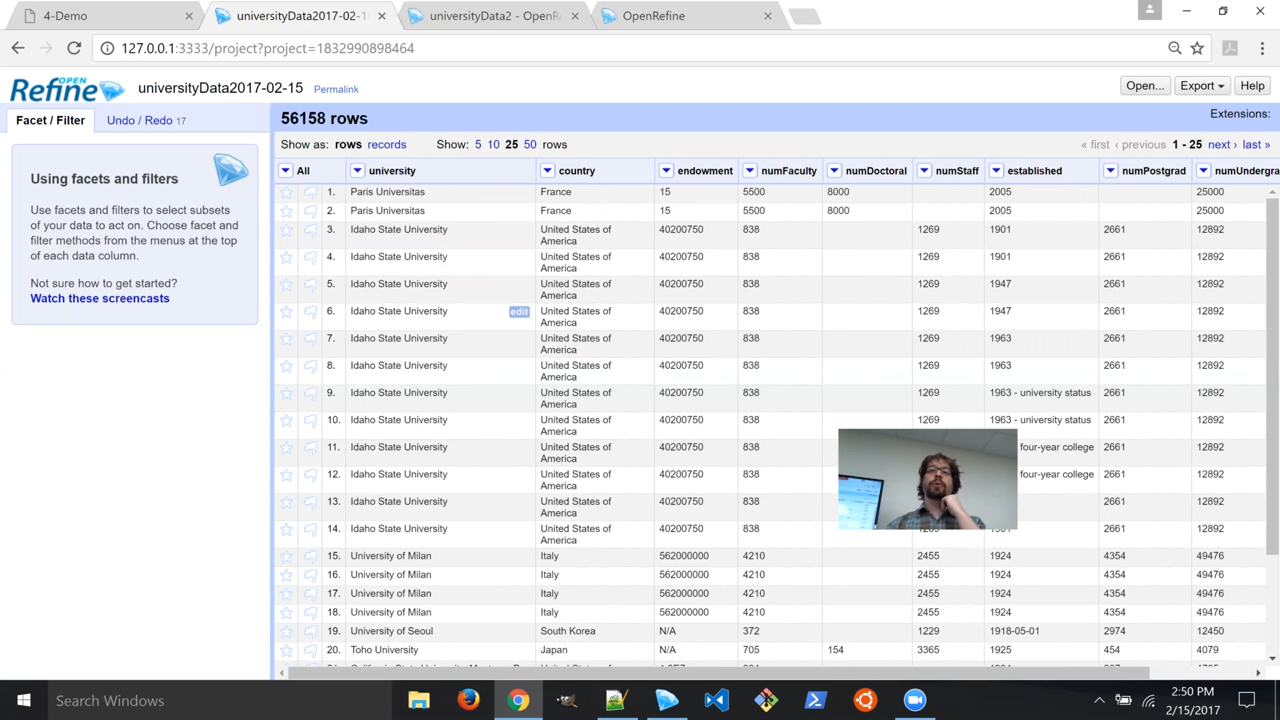 4-Demo
universityData2017-02-1
universityData2 - OpenR
OpenRefine
127.0.0.1:3333/project?project=1832990898464
OPEN
Refine
universityData2017-02-15
Permalink
Open...
Export
Help
Facet / Filter
Undo / Redo 17
56158 rows
Extensions:
Show as: rows records Show: 5 10 25 50 rows
« first ‹ previous 1 - 25 next › last »
Using facets and filters
Use facets and filters to select subsets
of your data to act on. Choose facet and
filter methods from the menus at the top
of each data column.
Not sure how to get started?
Watch these screencasts
All university country endowment numFaculty numDoctoral numStaff established numPostgrad numUndergra
1. Paris Universitas France 15 5500 8000 2005 25000
2. Paris Universitas France 15 5500 8000 2005 25000
3. Idaho State University United States of 40200750 838 1269 1901 2661 12892
America
4. Idaho State University United States of 40200750 838 1269 1901 2661 12892
America
5. Idaho State University United States of 40200750 838 1269 1947 2661 12892
America
6. Idaho State University edit United States of 40200750 838 1269 1947 2661 12892
America
7. Idaho State University United States of 40200750 838 1269 1963 2661 12892
America
8. Idaho State University United States of 40200750 838 1269 1963 2661 12892
America
9. Idaho State University United States of 40200750 838 1269 1963 - university status 2661 12892
America
10. Idaho State University United States of 40200750 838 1269 1963 - university status 2661 12892
America
11. Idaho State University United States of 40200750 838 four-year college 2661 12892
America
12. Idaho State University United States of 40200750 838 four-year college 2661 12892
America
13. Idaho State University United States of 40200750 838 2661 12892
America
14. Idaho State University United States of 40200750 838 2661 12892
America
15. University of Milan Italy 562000000 4210 2455 1924 4354 49476
16. University of Milan Italy 562000000 4210 2455 1924 4354 49476
17. University of Milan Italy 562000000 4210 2455 1924 4354 49476
18. University of Milan Italy 562000000 4210 2455 1924 4354 49476
19. University of Seoul South Korea N/A 372 1229 1918-05-01 2974 12450
20. Toho University Japan N/A 705 154 3365 1925 454 4079
Search Windows
2:50 PM
2/15/2017